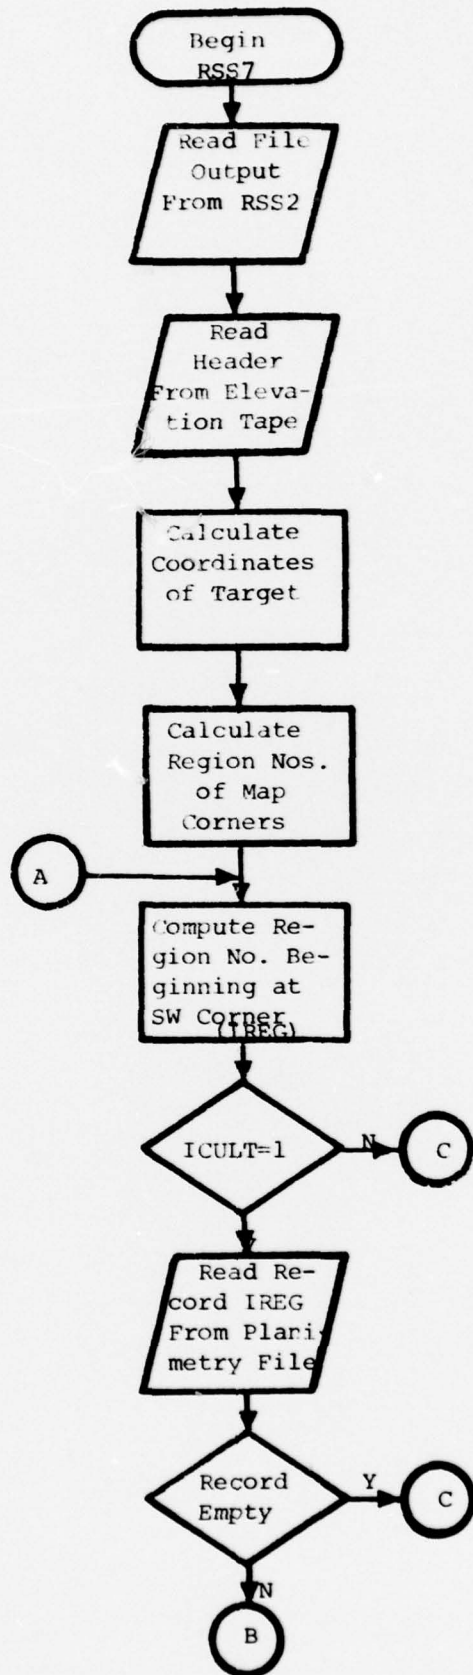 Begin
RSS7
Read File
Output
From RSS2
Read
Header
From Eleva-
tion Tape
Calculate
Coordinates
of Target
Calculate
Region Nos.
of Map
Corners
A
Compute Re-
gion No. Be-
ginning at
SW Corner
(IREG)
ICULT=1
N
C
Read Re-
cord IREG
From Plani-
metry File
Record
Empty
Y
C
N
B